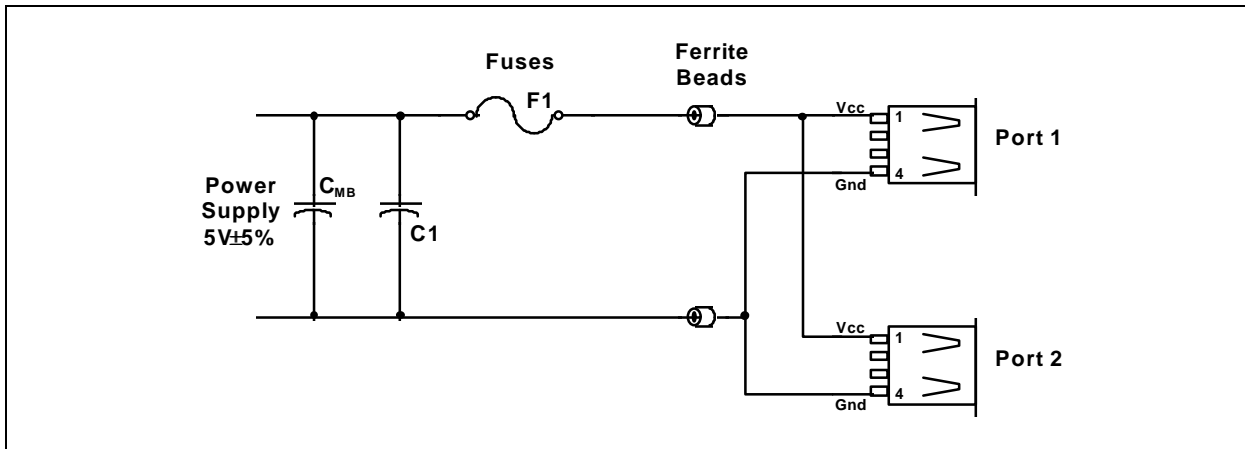 Fuses
F1
Ferrite
Beads
Vcc
1
4
Gnd
Port 1
Power
Supply
5V±5%
CMB
C1
Vcc
1
4
Gnd
Port 2